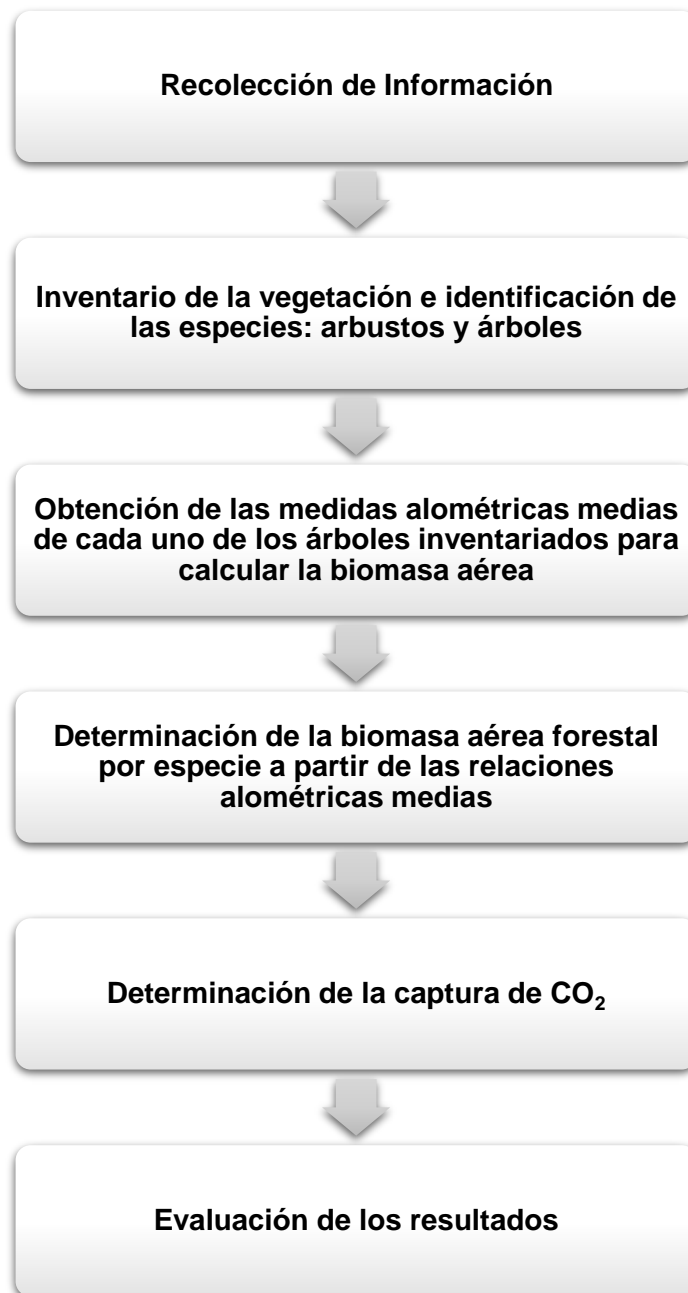 Recolección de Información
Inventario de la vegetación e identificación de
las especies: arbustos y árboles
Obtención de las medidas alométricas medias
de cada uno de los árboles inventariados para
calcular la biomasa aérea
Determinación de la biomasa aérea forestal
por especie a partir de las relaciones
alométricas medias
Determinación de la captura de CO₂
Evaluación de los resultados